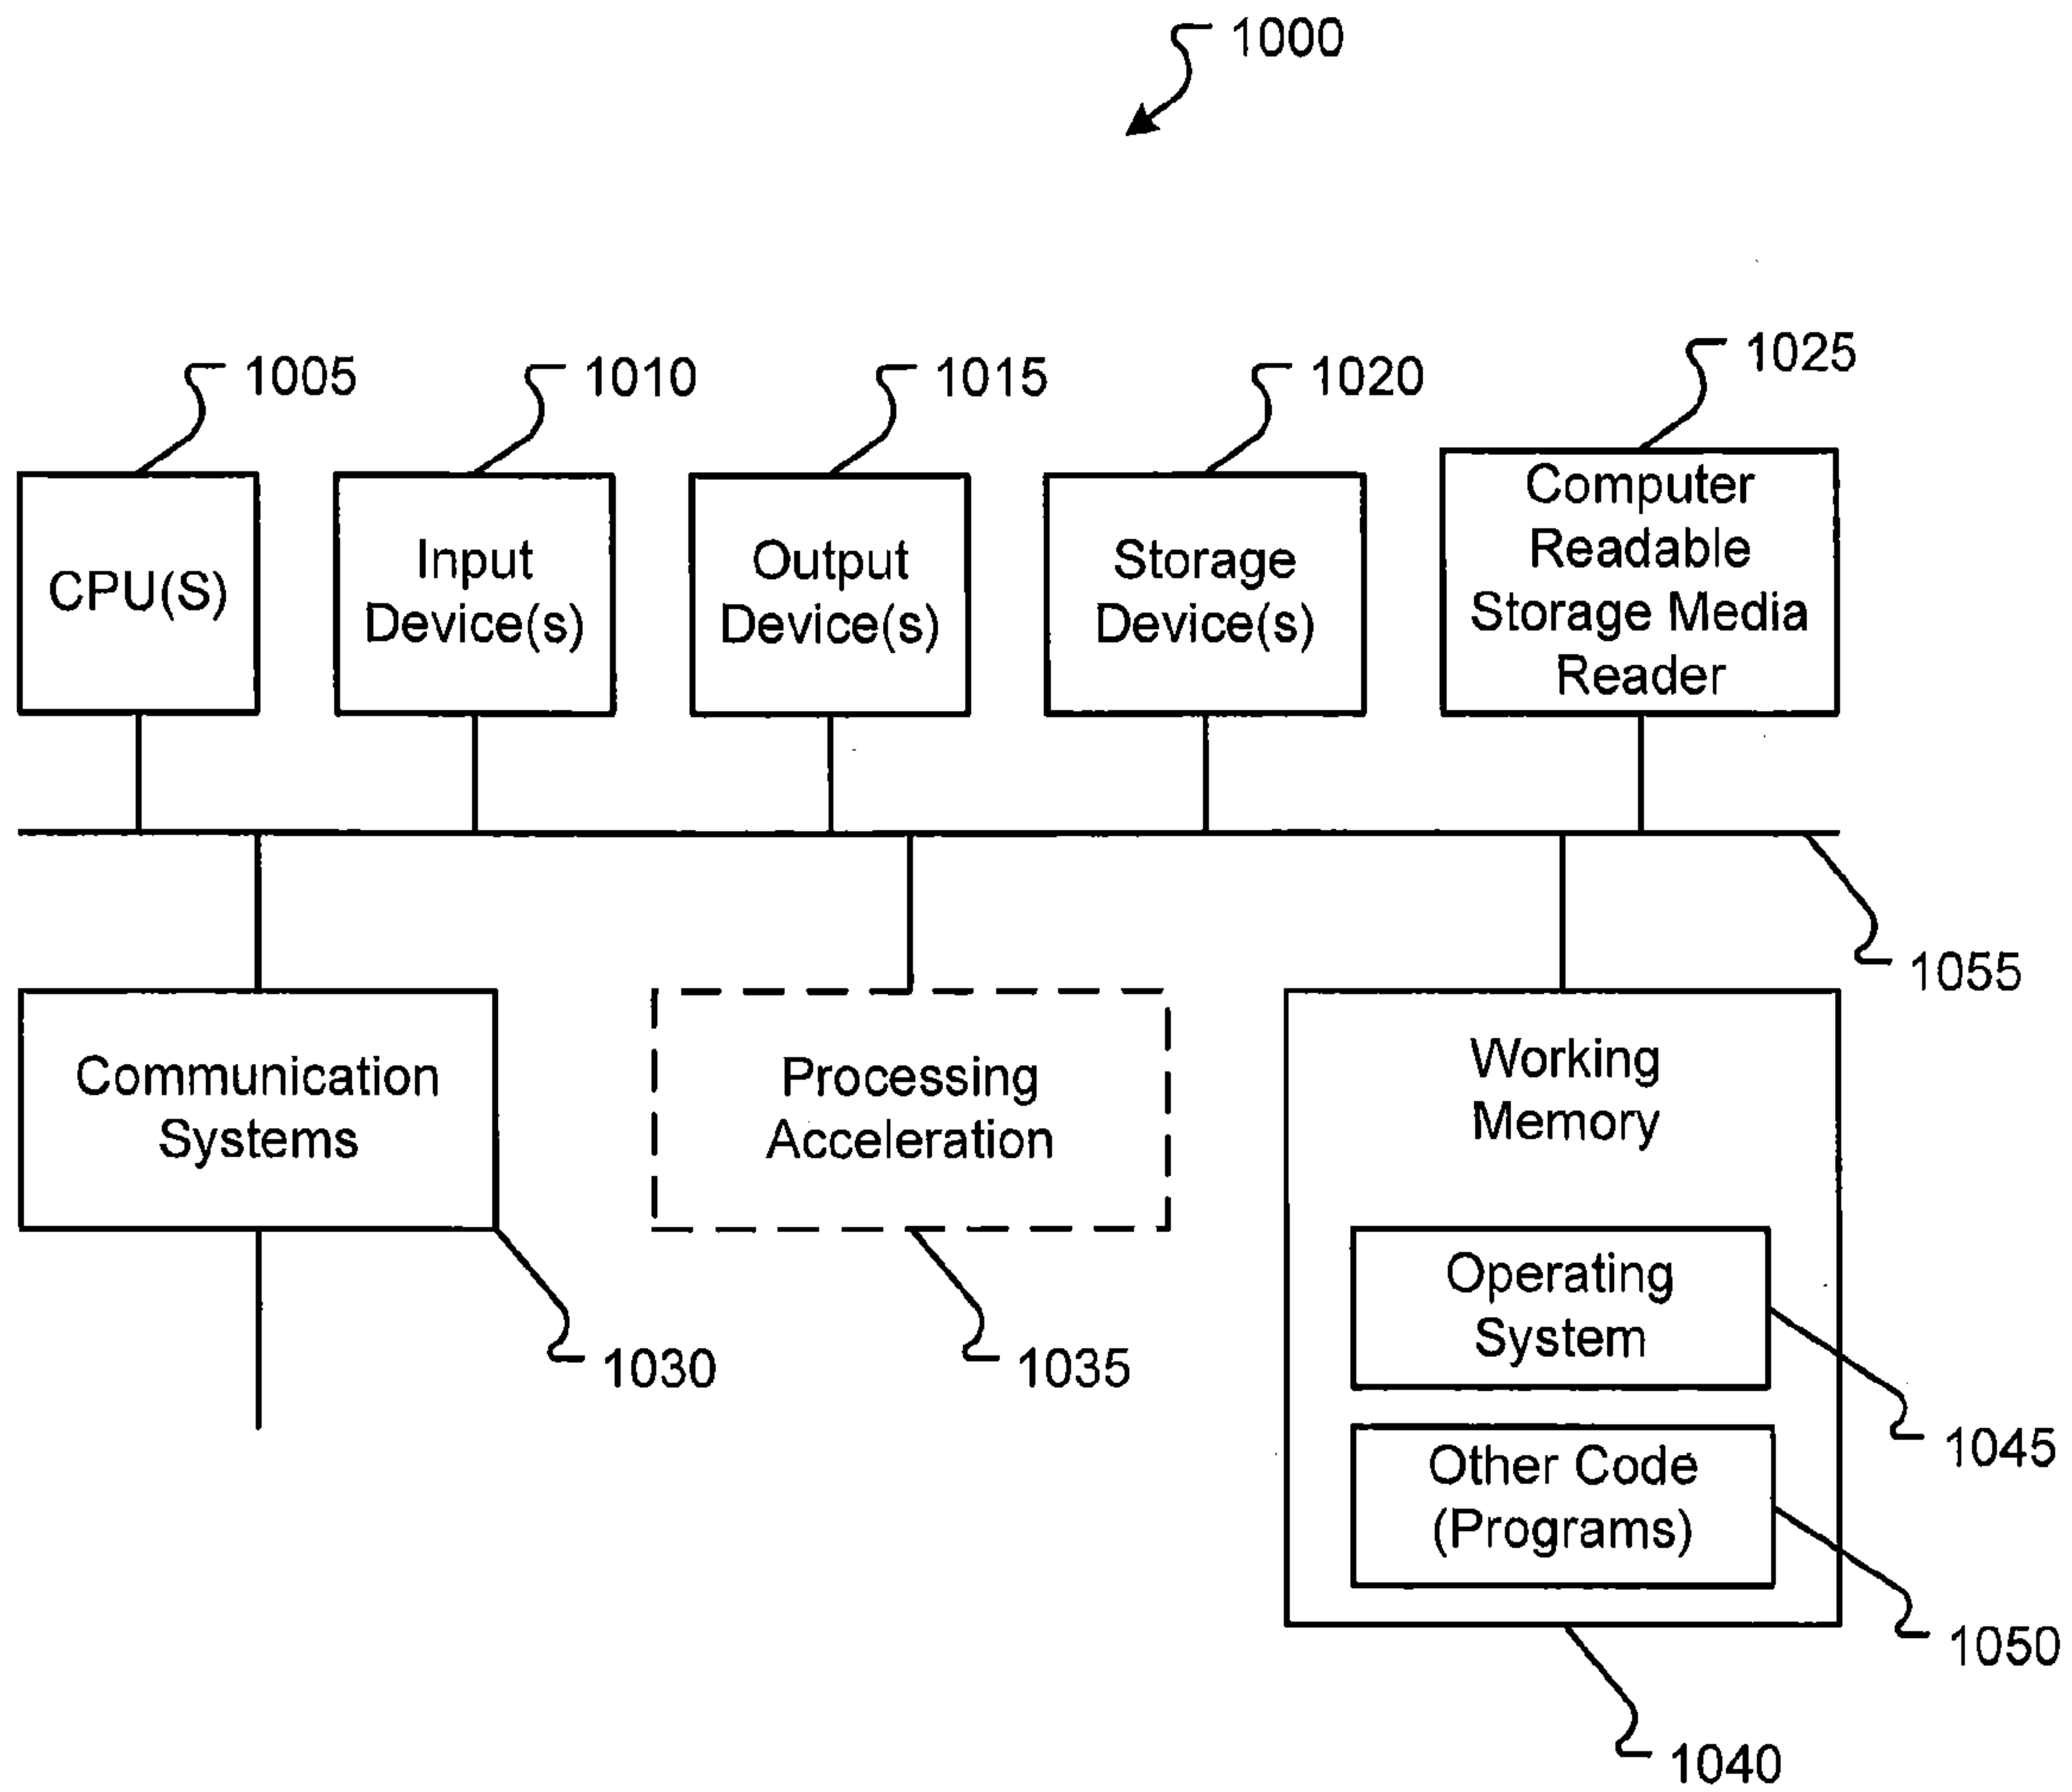 1000
1005
1010
1015
1020
1025
CPU(S)
Input
Device(s)
Output
Device(s)
Storage
Device(s)
Computer
Readable
Storage Media
Reader
1055
Communication
Systems
1030
Processing
Acceleration
1035
Working
Memory
Operating
System
1045
Other Code
(Programs)
1050
1040